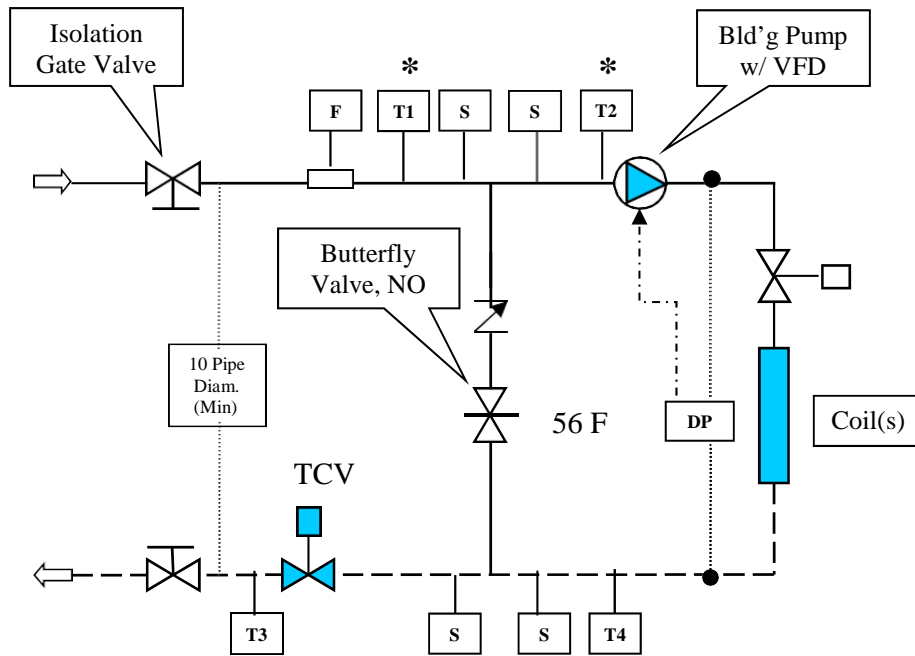 Isolation
Gate Valve
*
*
Bld'g Pump
w/ VFD
F
T1
S
S
T2
Butterfly
Valve, NO
10 Pipe
Diam.
(Min)
56 F
DP
Coil(s)
TCV
T3
S
S
T4